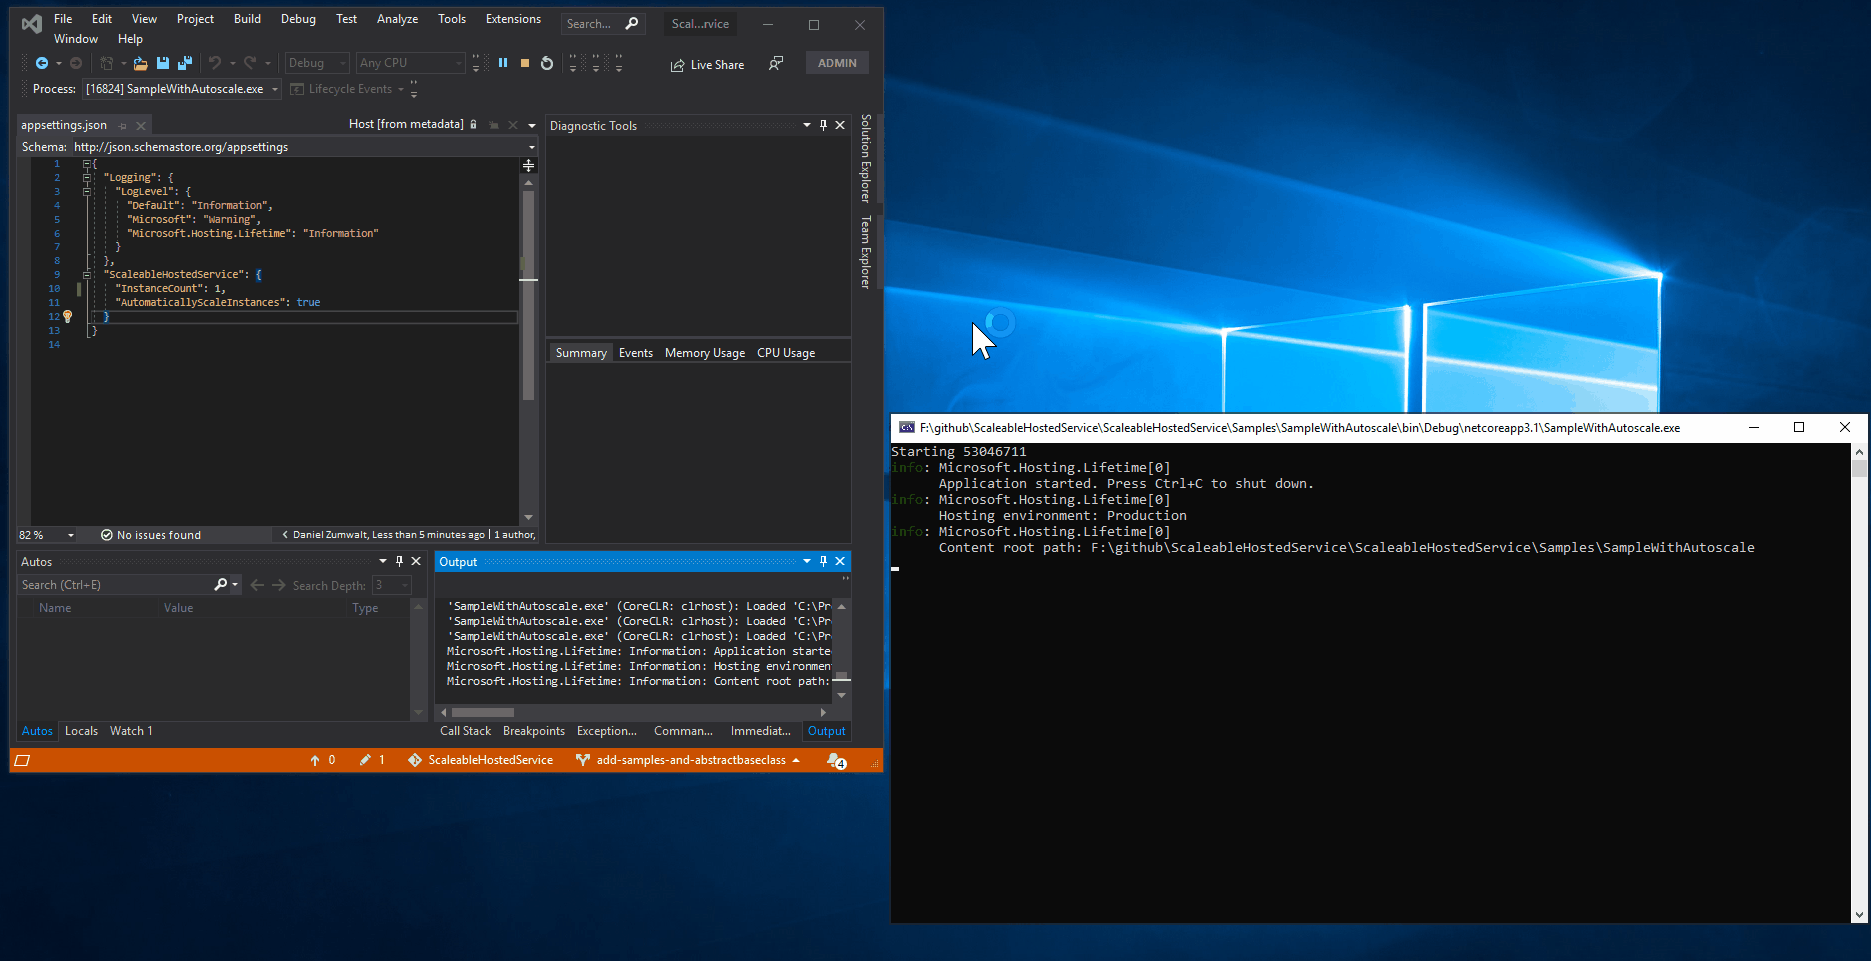 File Edit View Project Build Debug Test Analyze Tools Extensions Search... Scal...rvice
Window Help
Debug Any CPU Live Share ADMIN
Process: [16824] SampleWithAutoscale.exe Lifecycle Events
appsettings.json Host [from metadata]
Schema: http://json.schemastore.org/appsettings
1 {
2 "Logging": {
3 "LogLevel": {
4 "Default": "Information",
5 "Microsoft": "Warning",
6 "Microsoft.Hosting.Lifetime": "Information"
7 }
8 },
9 "ScaleableHostedService": {
10 "InstanceCount": 1,
11 "AutomaticallyScaleInstances": true
12 }
13 }
14
82 % No issues found Daniel Zumwalt, Less than 5 minutes ago | 1 author,
Diagnostic Tools
Summary Events Memory Usage CPU Usage
Solution Explorer
Team Explorer
Autos
Search (Ctrl+E) Search Depth: 3
Name Value Type
Autos Locals Watch 1
Output
'SampleWithAutoscale.exe' (CoreCLR: clrhost): Loaded 'C:\Pr
'SampleWithAutoscale.exe' (CoreCLR: clrhost): Loaded 'C:\Pr
'SampleWithAutoscale.exe' (CoreCLR: clrhost): Loaded 'C:\Pr
Microsoft.Hosting.Lifetime: Information: Application starte
Microsoft.Hosting.Lifetime: Information: Hosting environmen
Microsoft.Hosting.Lifetime: Information: Content root path:
Call Stack Breakpoints Exception... Comman... Immediat... Output
0 1 ScaleableHostedService add-samples-and-abstractbaseclass 4
C:\ F:\github\ScaleableHostedService\ScaleableHostedService\Samples\SampleWithAutoscale\bin\Debug\netcoreapp3.1\SampleWithAutoscale.exe
Starting 53046711
info: Microsoft.Hosting.Lifetime[0]
Application started. Press Ctrl+C to shut down.
info: Microsoft.Hosting.Lifetime[0]
Hosting environment: Production
info: Microsoft.Hosting.Lifetime[0]
Content root path: F:\github\ScaleableHostedService\ScaleableHostedService\Samples\SampleWithAutoscale